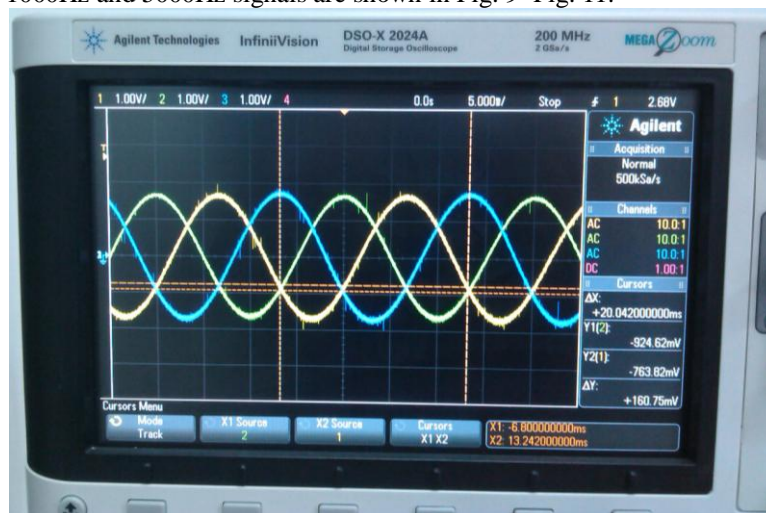 1000Hz and 5000Hz signals are shown in Fig. 9- Fig. 11.
Agilent Technologies InfiniiVision DSO-X 2024A 200 MHz MEGA Zoom
Digital Storage Oscilloscope 2 GSa/s
1 1.00V/ 2 1.00V/ 3 1.00V/ 4 0.0s 5.000s/ Stop 1 2.68V
T
Agilent
Acquisition
Normal
500kSa/s
Channels
AC 10.0:1
AC 10.0:1
AC 10.0:1
DC 1.00:1
Cursors
ΔX:
+20.042000000ms
Y1(2):
-924.62mV
Y2(1):
-763.82mV
ΔY:
+160.75mV
Cursors Menu
Mode
Track
X1 Source
2
X2 Source
1
Cursors
X1 X2
X1: -6.800000000ms
X2: 13.242000000ms